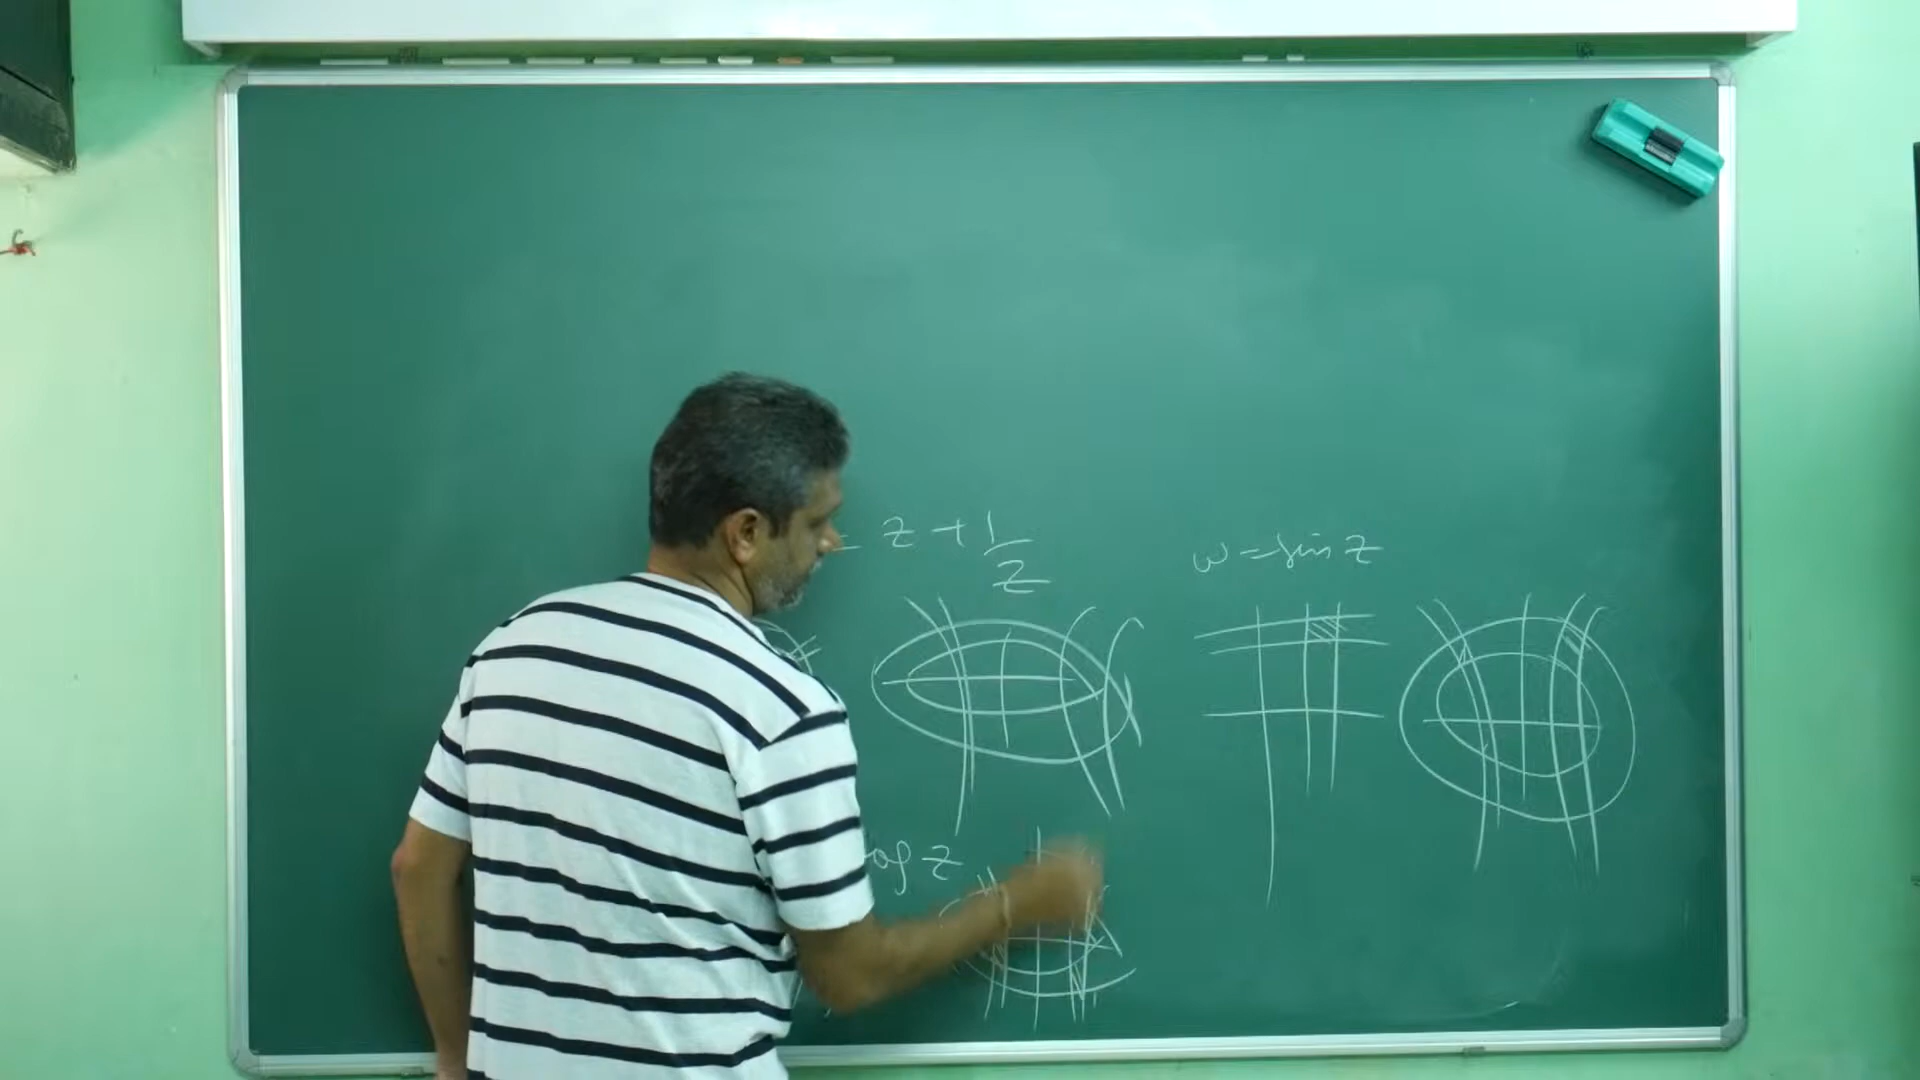 = z + 1/z
w = sin z
og z